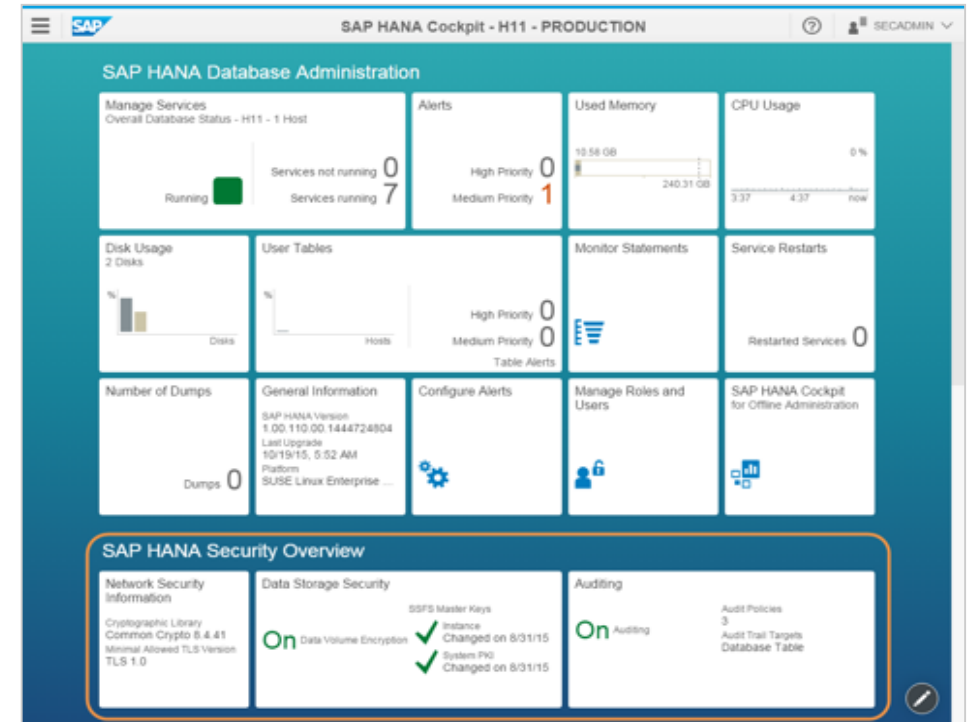 SAP
SAP HANA Cockpit - H11 - PRODUCTION
?
SECADMIN
SAP HANA Database Administration
Manage Services
Overall Database Status - H11 - 1 Host
Running
Services not running 0
Services running 7
Alerts
High Priority 0
Medium Priority 1
Used Memory
10.58 GB
240.31 GB
CPU Usage
0 %
3:37 4:37 now
Disk Usage
2 Disks
%
Disks
User Tables
%
Hosts
High Priority 0
Medium Priority 0
Table Alerts
Monitor Statements
Service Restarts
Restarted Services 0
Number of Dumps
Dumps 0
General Information
SAP HANA Version
1.00.110.00.1444724804
Last Upgrade
10/19/15, 5:52 AM
Platform
SUSE Linux Enterprise ...
Configure Alerts
Manage Roles and
Users
SAP HANA Cockpit
for Offline Administration
SAP HANA Security Overview
Network Security
Information
Cryptographic Library
Common Crypto 8.4.41
Minimal Allowed TLS Version
TLS 1.0
Data Storage Security
On Data Volume Encryption
SSFS Master Keys
Instance
Changed on 8/31/15
System PKI
Changed on 8/31/15
Auditing
On Auditing
Audit Policies
3
Audit Trail Targets
Database Table